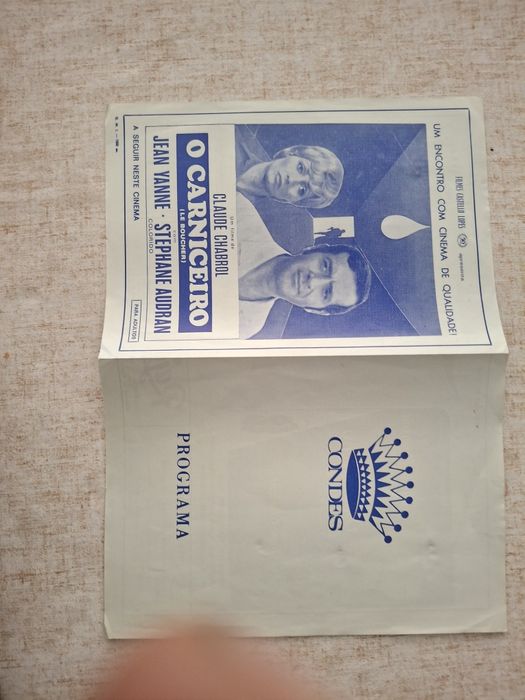 FILMES CASTELLO LOPES apresenta
UM ENCONTRO COM CINEMA DE QUALIDADE!
Um filme de
CLAUDE CHABROL
O CARNICEIRO
(LE BOUCHER)
com
JEAN YANNE · STEPHANE AUDRAN
COLORIDO
A SEGUIR NESTE CINEMA
PARA ADULTOS
CONDES
PROGRAMA